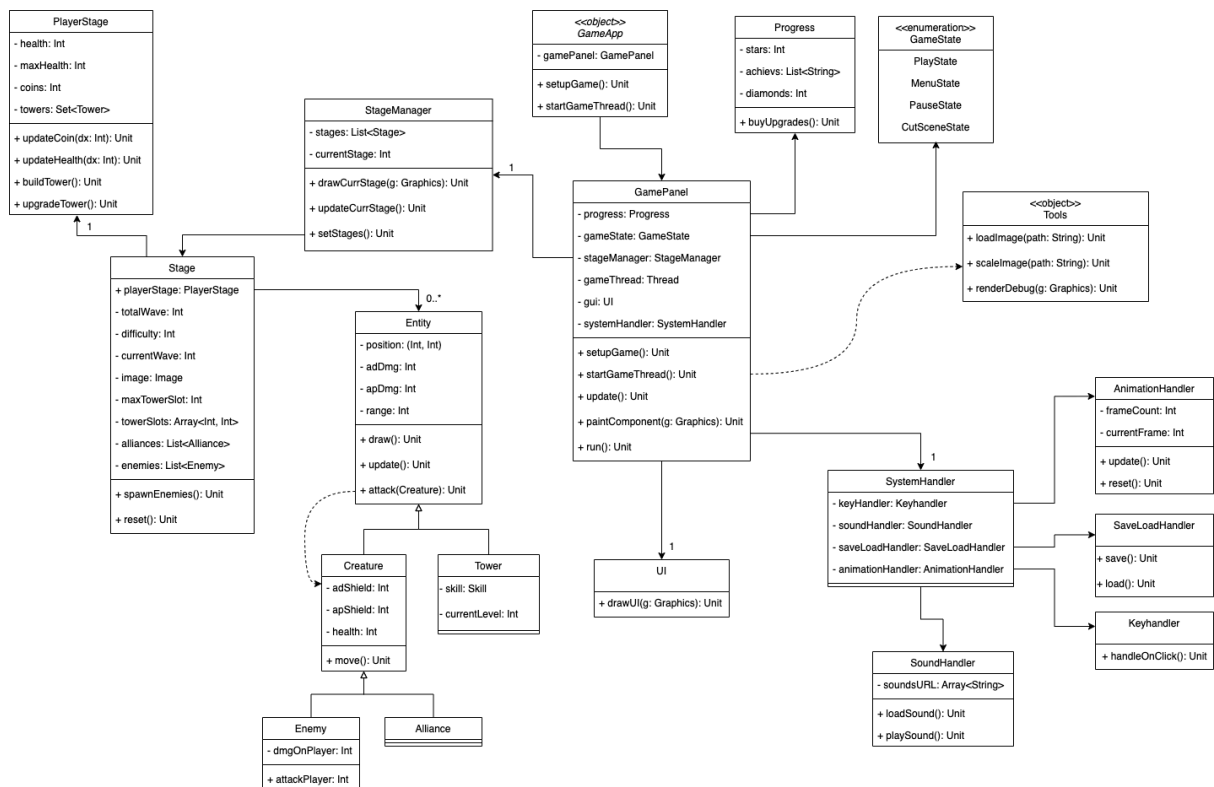 PlayerStage
- health: Int
- maxHealth: Int
- coins: Int
- towers: Set<Tower>
+ updateCoin(dx: Int): Unit
+ updateHealth(dx: Int): Unit
+ buildTower(): Unit
+ upgradeTower(): Unit
1
StageManager
- stages: List<Stage>
- currentStage: Int
+ drawCurrStage(g: Graphics): Unit
+ updateCurrStage(): Unit
+ setStages(): Unit
1
<<object>>
GameApp
- gamePanel: GamePanel
+ setupGame(): Unit
+ startGameThread(): Unit
Progress
- stars: Int
- achievs: List<String>
- diamonds: Int
+ buyUpgrades(): Unit
<<enumeration>>
GameState
PlayState
MenuState
PauseState
CutSceneState
GamePanel
- progress: Progress
- gameState: GameState
- stageManager: StageManager
- gameThread: Thread
- gui: UI
- systemHandler: SystemHandler
+ setupGame(): Unit
+ startGameThread(): Unit
+ update(): Unit
+ paintComponent(g: Graphics): Unit
+ run(): Unit
<<object>>
Tools
+ loadImage(path: String): Unit
+ scaleImage(path: String): Unit
+ renderDebug(g: Graphics): Unit
Stage
+ playerStage: PlayerStage
- totalWave: Int
- difficulty: Int
- currentWave: Int
- image: Image
- maxTowerSlot: Int
- towerSlots: Array<Int, Int>
- alliances: List<Alliance>
- enemies: List<Enemy>
+ spawnEnemies(): Unit
+ reset(): Unit
0..*
Entity
- position: (Int, Int)
- adDmg: Int
- apDmg: Int
- range: Int
+ draw(): Unit
+ update(): Unit
+ attack(Creature): Unit
Creature
- adShield: Int
- apShield: Int
- health: Int
+ move(): Unit
Tower
- skill: Skill
- currentLevel: Int
Enemy
- dmgOnPlayer: Int
+ attackPlayer: Int
Alliance
1
UI
+ drawUI(g: Graphics): Unit
1
SystemHandler
- keyHandler: Keyhandler
- soundHandler: SoundHandler
- saveLoadHandler: SaveLoadHandler
- animationHandler: AnimationHandler
AnimationHandler
- frameCount: Int
- currentFrame: Int
+ update(): Unit
+ reset(): Unit
SaveLoadHandler
+ save(): Unit
+ load(): Unit
Keyhandler
+ handleOnClick(): Unit
SoundHandler
- soundsURL: Array<String>
+ loadSound(): Unit
+ playSound(): Unit